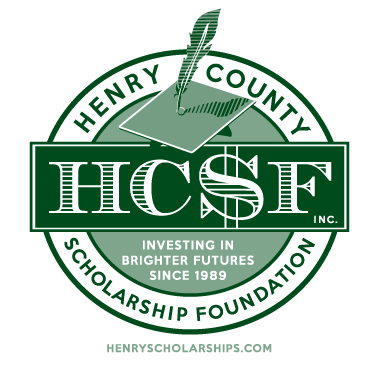 HENRY COUNTY
HC$F
INC.
INVESTING IN
BRIGHTER FUTURES
SINCE 1989
SCHOLARSHIP FOUNDATION
HENRYSCHOLARSHIPS.COM